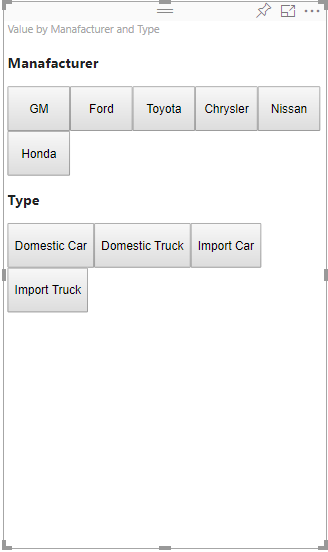 Value by Manafacturer and Type
Manafacturer
GM Ford Toyota Chrysler Nissan
Honda
Type
Domestic Car Domestic Truck Import Car
Import Truck